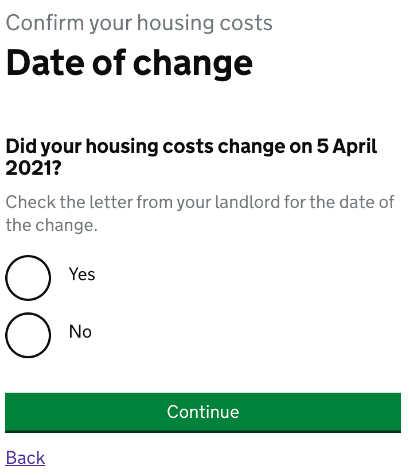 Confirm your housing costs
Date of change
Did your housing costs change on 5 April
2021?
Check the letter from your landlord for the date of
the change.
Yes
No
Continue
Back